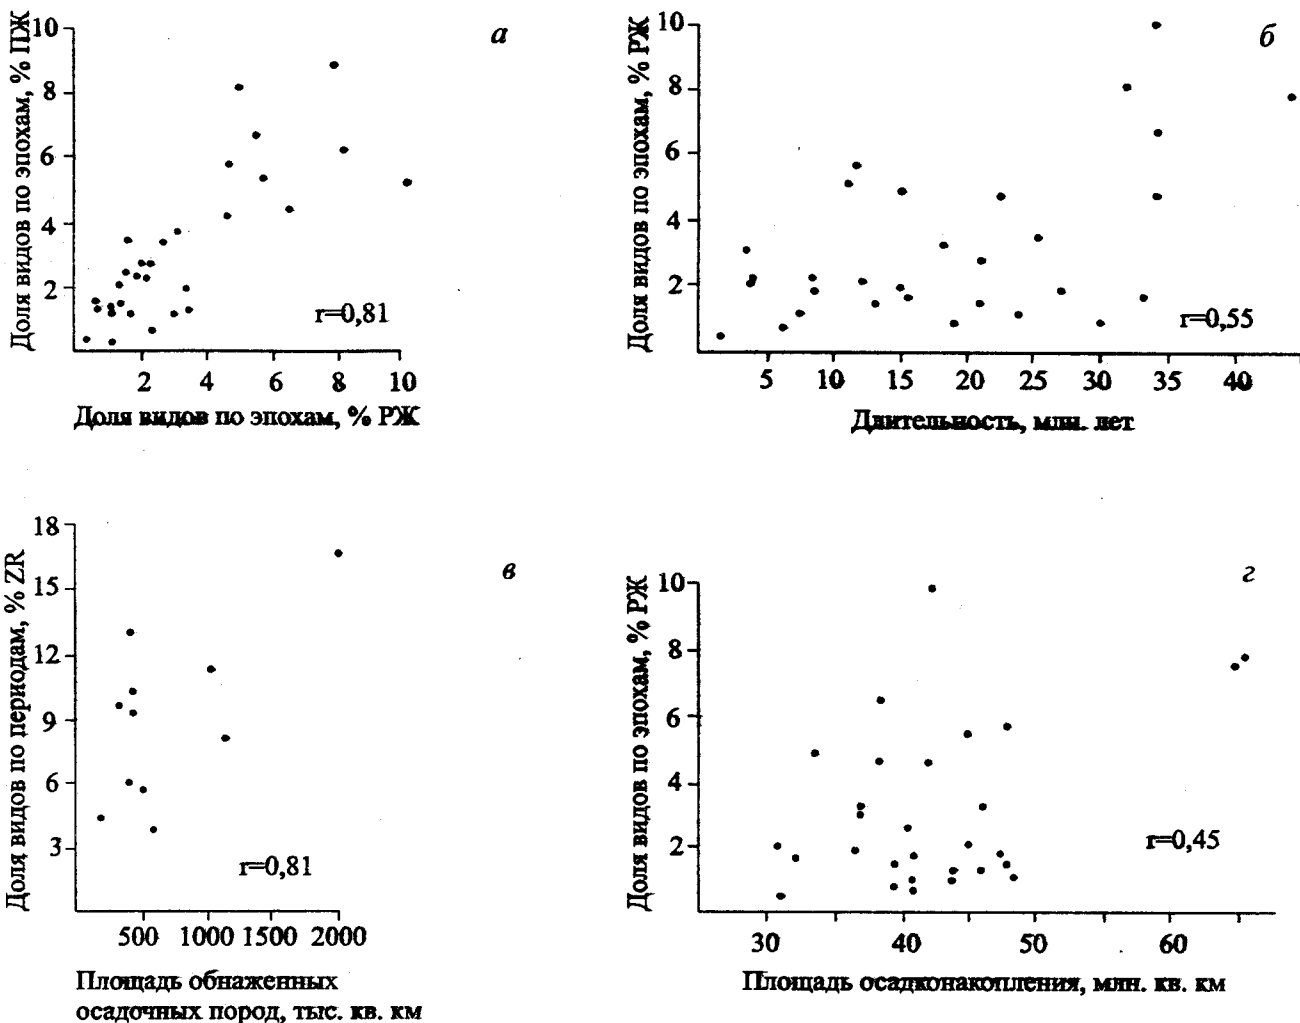 а
Доля видов по эпохам, % ПЖ
10
8
6
4
2
r=0,81
2 4 6 8 10
Доля видов по эпохам, % РЖ
б
Доля видов по эпохам, % РЖ
10
8
6
4
2
r=0,55
5 10 15 20 25 30 35 40
Длительность, млн. лет
в
Доля видов по периодам, % ZR
18
15
12
9
6
3
r=0,81
500 1000 1500 2000
Площадь обнаженных
осадочных пород, тыс. кв. км
г
Доля видов по эпохам, % РЖ
10
8
6
4
2
r=0,45
30 40 50 60
Площадь осадконакопления, млн. кв. км